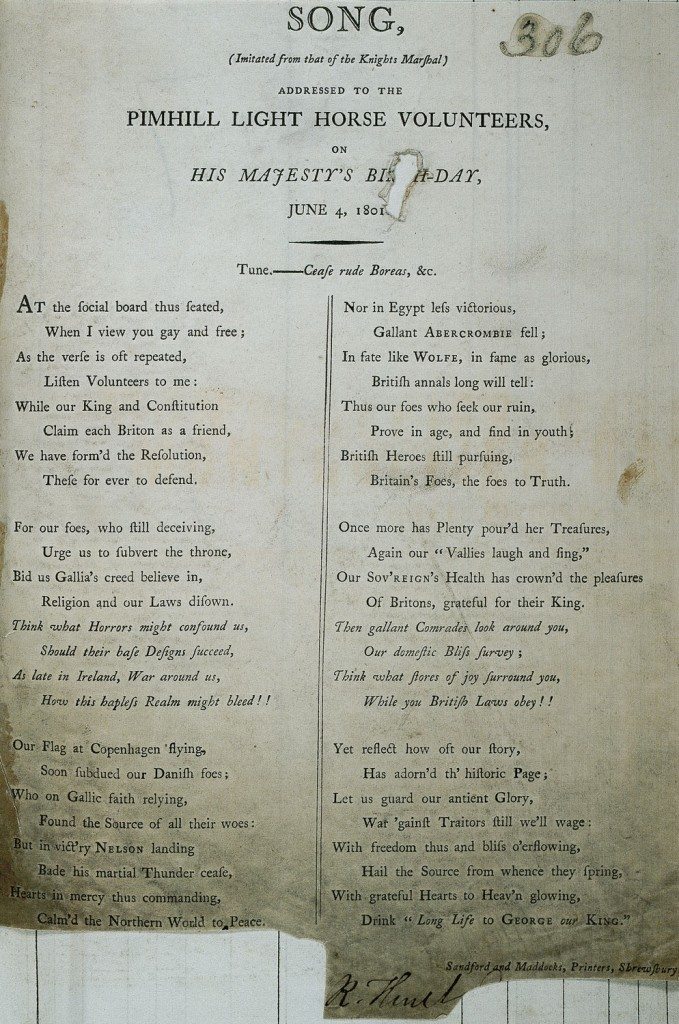 SONG,
306
(Imitated from that of the Knights Marſhal)
ADDRESSED TO THE
PIMHILL LIGHT HORSE VOLUNTEERS,
ON
HIS MAJESTY'S BIRTH-DAY,
JUNE 4, 1801.
Tune.—Ceaſe rude Boreas, &c.
AT the ſocial board thus ſeated,
When I view you gay and free;
As the verſe is oft repeated,
Liſten Volunteers to me:
While our King and Conſtitution
Claim each Briton as a friend,
We have form'd the Reſolution,
Theſe for ever to defend.
For our foes, who ſtill deceiving,
Urge us to ſubvert the throne,
Bid us Gallia's creed believe in,
Religion and our Laws diſown.
Think what Horrors might confound us,
Should their baſe Deſigns ſucceed,
As late in Ireland, War around us,
How this hapleſs Realm might bleed!!
Our Flag at Copenhagen flying,
Soon ſubdued our Daniſh foes;
Who on Gallic faith relying,
Found the Source of all their woes:
But in vict'ry NELSON landing
Bade his martial Thunder ceaſe,
Hearts in mercy thus commanding,
Calm'd the Northern World to Peace.
Nor in Egypt leſs victorious,
Gallant ABERCROMBIE fell;
In fate like WOLFE, in fame as glorious,
Britiſh annals long will tell:
Thus our foes who ſeek our ruin,
Prove in age, and find in youth;
Britiſh Heroes ſtill purſuing,
Britain's Foes, the foes to Truth.
Once more has Plenty pour'd her Treaſures,
Again our "Vallies laugh and ſing,"
Our SOV'REIGN'S Health has crown'd the pleaſures
Of Britons, grateful for their King.
Then gallant Comrades look around you,
Our domeſtic Bliſs ſurvey;
Think what ſtores of joy ſurround you,
While you Britiſh Laws obey!!
Yet reflect how oft our ſtory,
Has adorn'd th' hiſtoric Page;
Let us guard our antient Glory,
War 'gainſt Traitors ſtill we'll wage:
With freedom thus and bliſs o'erflowing,
Hail the Source from whence they ſpring,
With grateful Hearts to Heav'n glowing,
Drink "Long Life to GEORGE our KING."
Sandford and Maddocks, Printers, Shrewſbury
R.